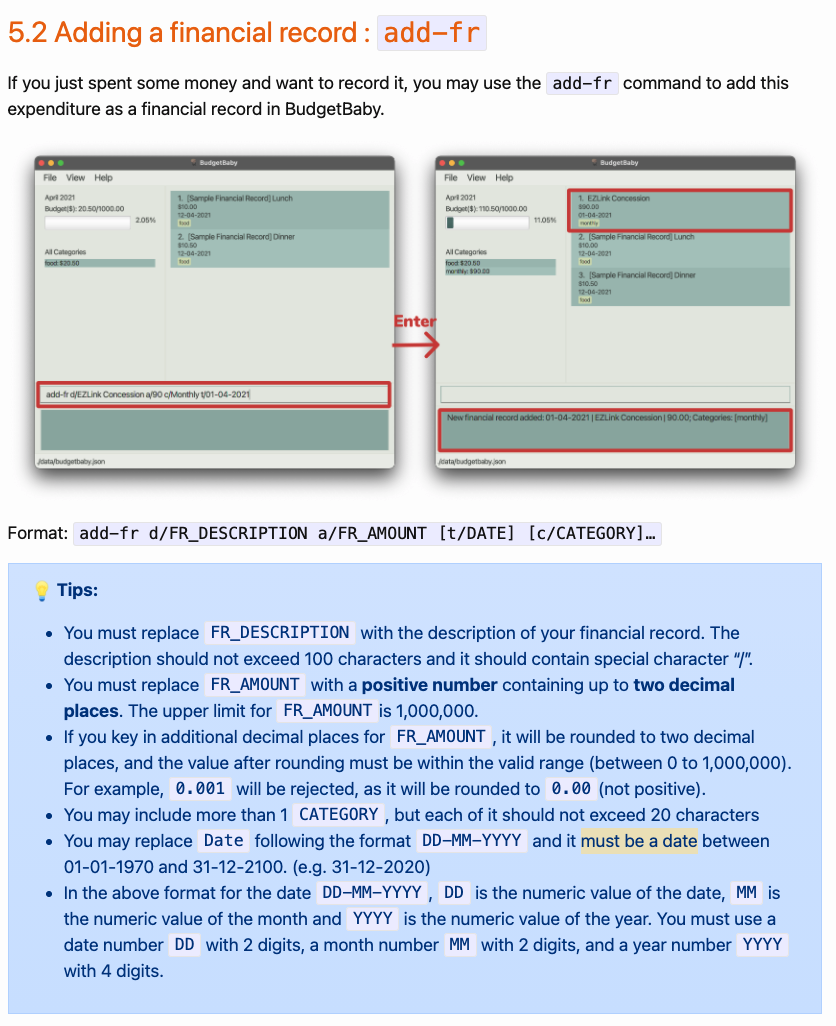 5.2 Adding a financial record : add-fr
If you just spent some money and want to record it, you may use the add-fr command to add this
expenditure as a financial record in BudgetBaby.
BudgetBaby
File View Help
April 2021
Budget($): 20.50/1000.00
2.05%
All Categories
food: $20.50
1. [Sample Financial Record] Lunch
$10.00
12-04-2021
food
2. [Sample Financial Record] Dinner
$10.50
12-04-2021
food
add-fr d/EZLink Concession a/90 c/Monthly t/01-04-2021
/data/budgetbaby.json
Enter
BudgetBaby
File View Help
April 2021
Budget($): 110.50/1000.00
11.05%
All Categories
food: $20.50
monthly: $90.00
1. EZLink Concession
$90.00
01-04-2021
monthly
2. [Sample Financial Record] Lunch
$10.00
12-04-2021
food
3. [Sample Financial Record] Dinner
$10.50
12-04-2021
food
New financial record added: 01-04-2021 | EZLink Concession | 90.00; Categories: [monthly]
/data/budgetbaby.json
Format: add-fr d/FR_DESCRIPTION a/FR_AMOUNT [t/DATE] [c/CATEGORY]…
💡 Tips:
• You must replace FR_DESCRIPTION with the description of your financial record. The
description should not exceed 100 characters and it should contain special character “/”.
• You must replace FR_AMOUNT with a positive number containing up to two decimal
places. The upper limit for FR_AMOUNT is 1,000,000.
• If you key in additional decimal places for FR_AMOUNT, it will be rounded to two decimal
places, and the value after rounding must be within the valid range (between 0 to 1,000,000).
For example, 0.001 will be rejected, as it will be rounded to 0.00 (not positive).
• You may include more than 1 CATEGORY, but each of it should not exceed 20 characters
• You may replace Date following the format DD-MM-YYYY and it must be a date between
01-01-1970 and 31-12-2100. (e.g. 31-12-2020)
• In the above format for the date DD-MM-YYYY, DD is the numeric value of the date, MM is
the numeric value of the month and YYYY is the numeric value of the year. You must use a
date number DD with 2 digits, a month number MM with 2 digits, and a year number YYYY
with 4 digits.